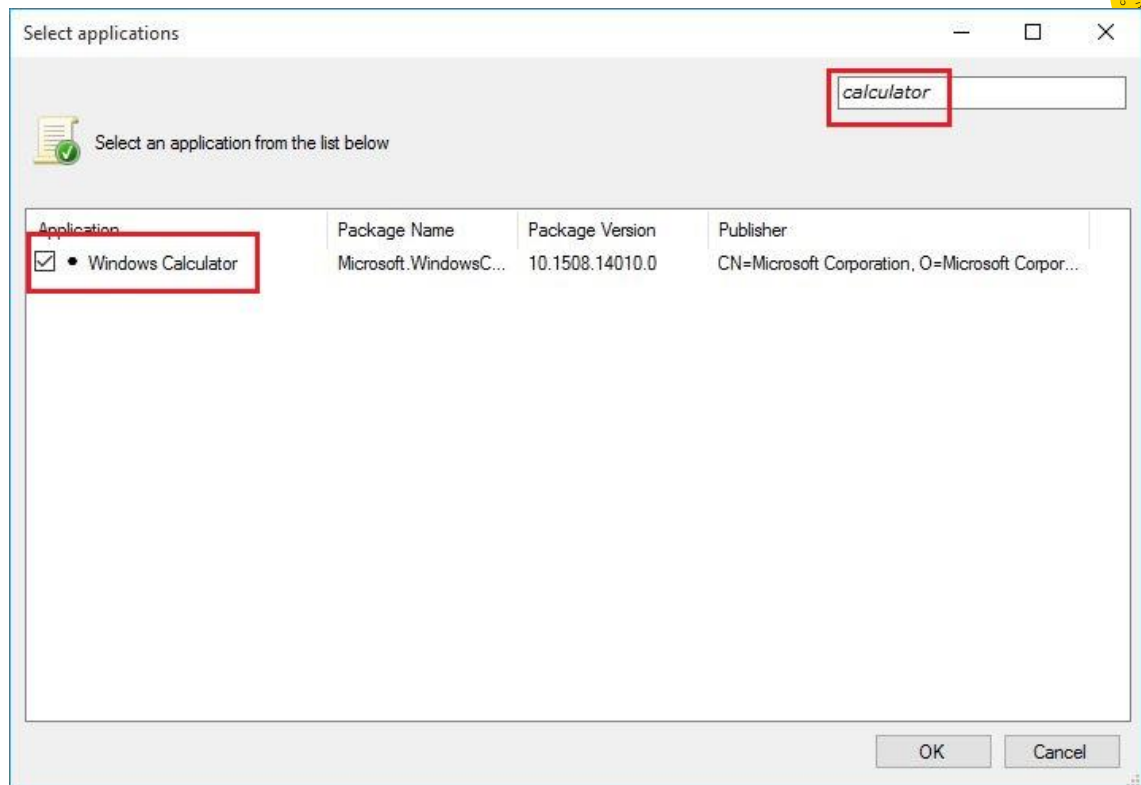 Select applications
calculator
Select an application from the list below
Application Package Name Package Version Publisher
Windows Calculator Microsoft.WindowsC... 10.1508.14010.0 CN=Microsoft Corporation, O=Microsoft Corpor...
OK Cancel